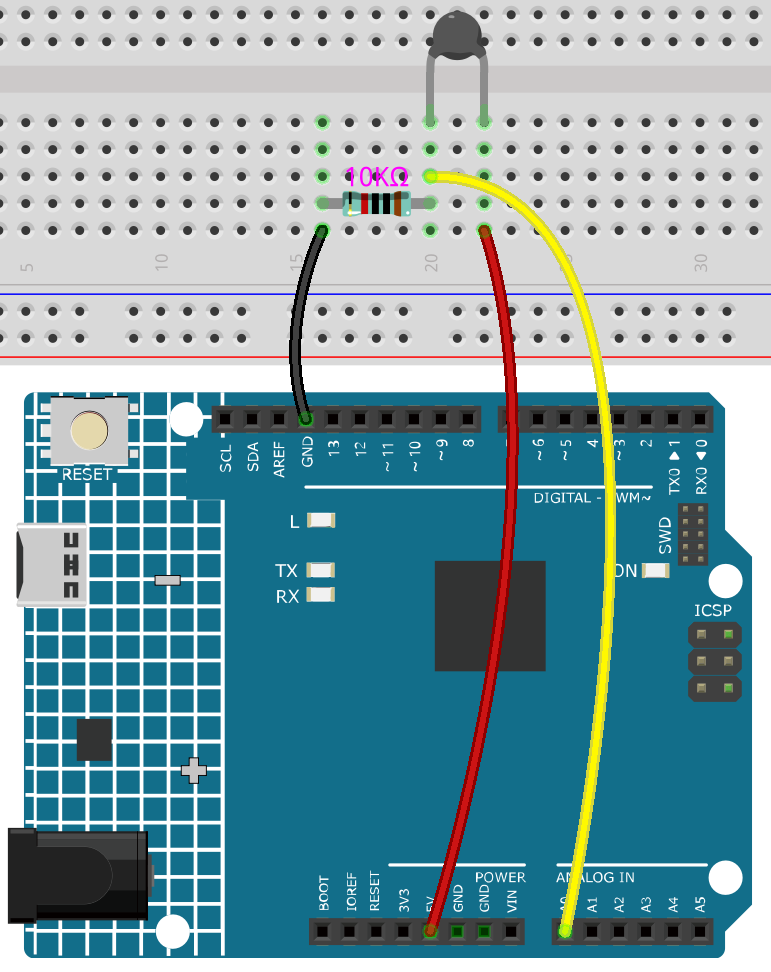 10KΩ
5
10
15
20
30
RESET
SCL
SDA
AREF
GND
13
12
~11
~10
~9
8
~6
~5
4
~3
2
TX0▶1
RX0◀0
DIGITAL
L
TX
RX
SWD
ICSP
BOOT
IOREF
RESET
3V3
5V
GND
GND
VIN
POWER
ANALOG IN
A0
A1
A2
A3
A4
A5